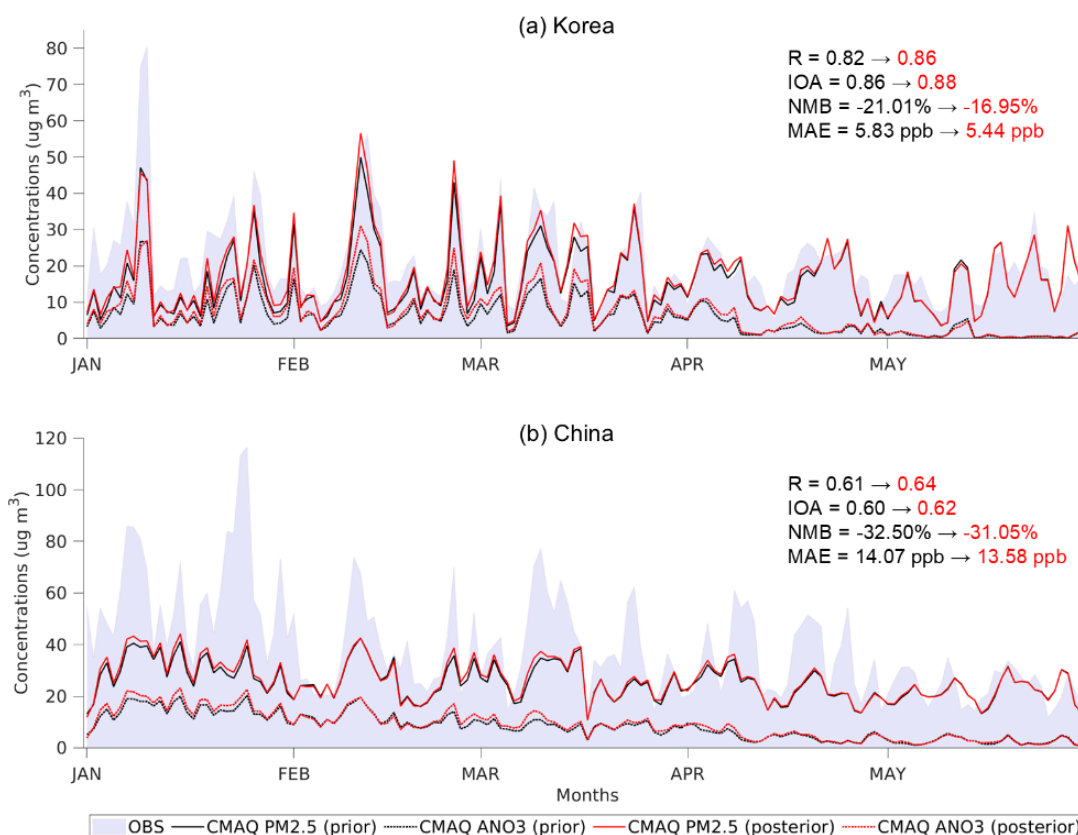 (a) Korea
R = 0.82 → 0.86
IOA = 0.86 → 0.88
NMB = -21.01% → -16.95%
MAE = 5.83 ppb → 5.44 ppb
Concentrations (ug m³)
80
70
60
50
40
30
20
10
0
JAN FEB MAR APR MAY
(b) China
R = 0.61 → 0.64
IOA = 0.60 → 0.62
NMB = -32.50% → -31.05%
MAE = 14.07 ppb → 13.58 ppb
Concentrations (ug m³)
120
100
80
60
40
20
0
JAN FEB MAR APR MAY
Months
OBS CMAQ PM2.5 (prior) CMAQ ANO3 (prior) CMAQ PM2.5 (posterior) CMAQ ANO3 (posterior)